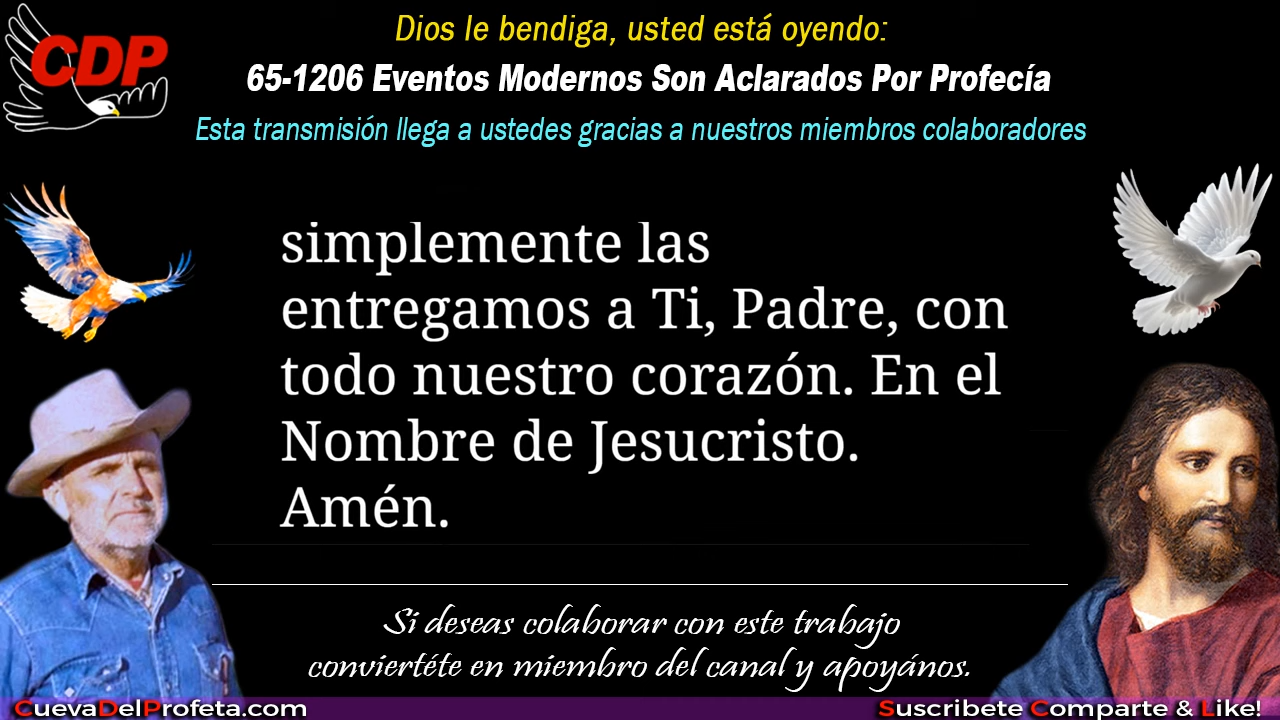 CDP
Dios le bendiga, usted está oyendo:
65-1206 Eventos Modernos Son Aclarados Por Profecía
Esta transmisión llega a ustedes gracias a nuestros miembros colaboradores
simplemente las
entregamos a Ti, Padre, con
todo nuestro corazón. En el
Nombre de Jesucristo.
Amén.
Si deseas colaborar con este trabajo
conviertéte en miembro del canal y apoyános.
CuevaDelProfeta.com
Suscribete Comparte & Like!